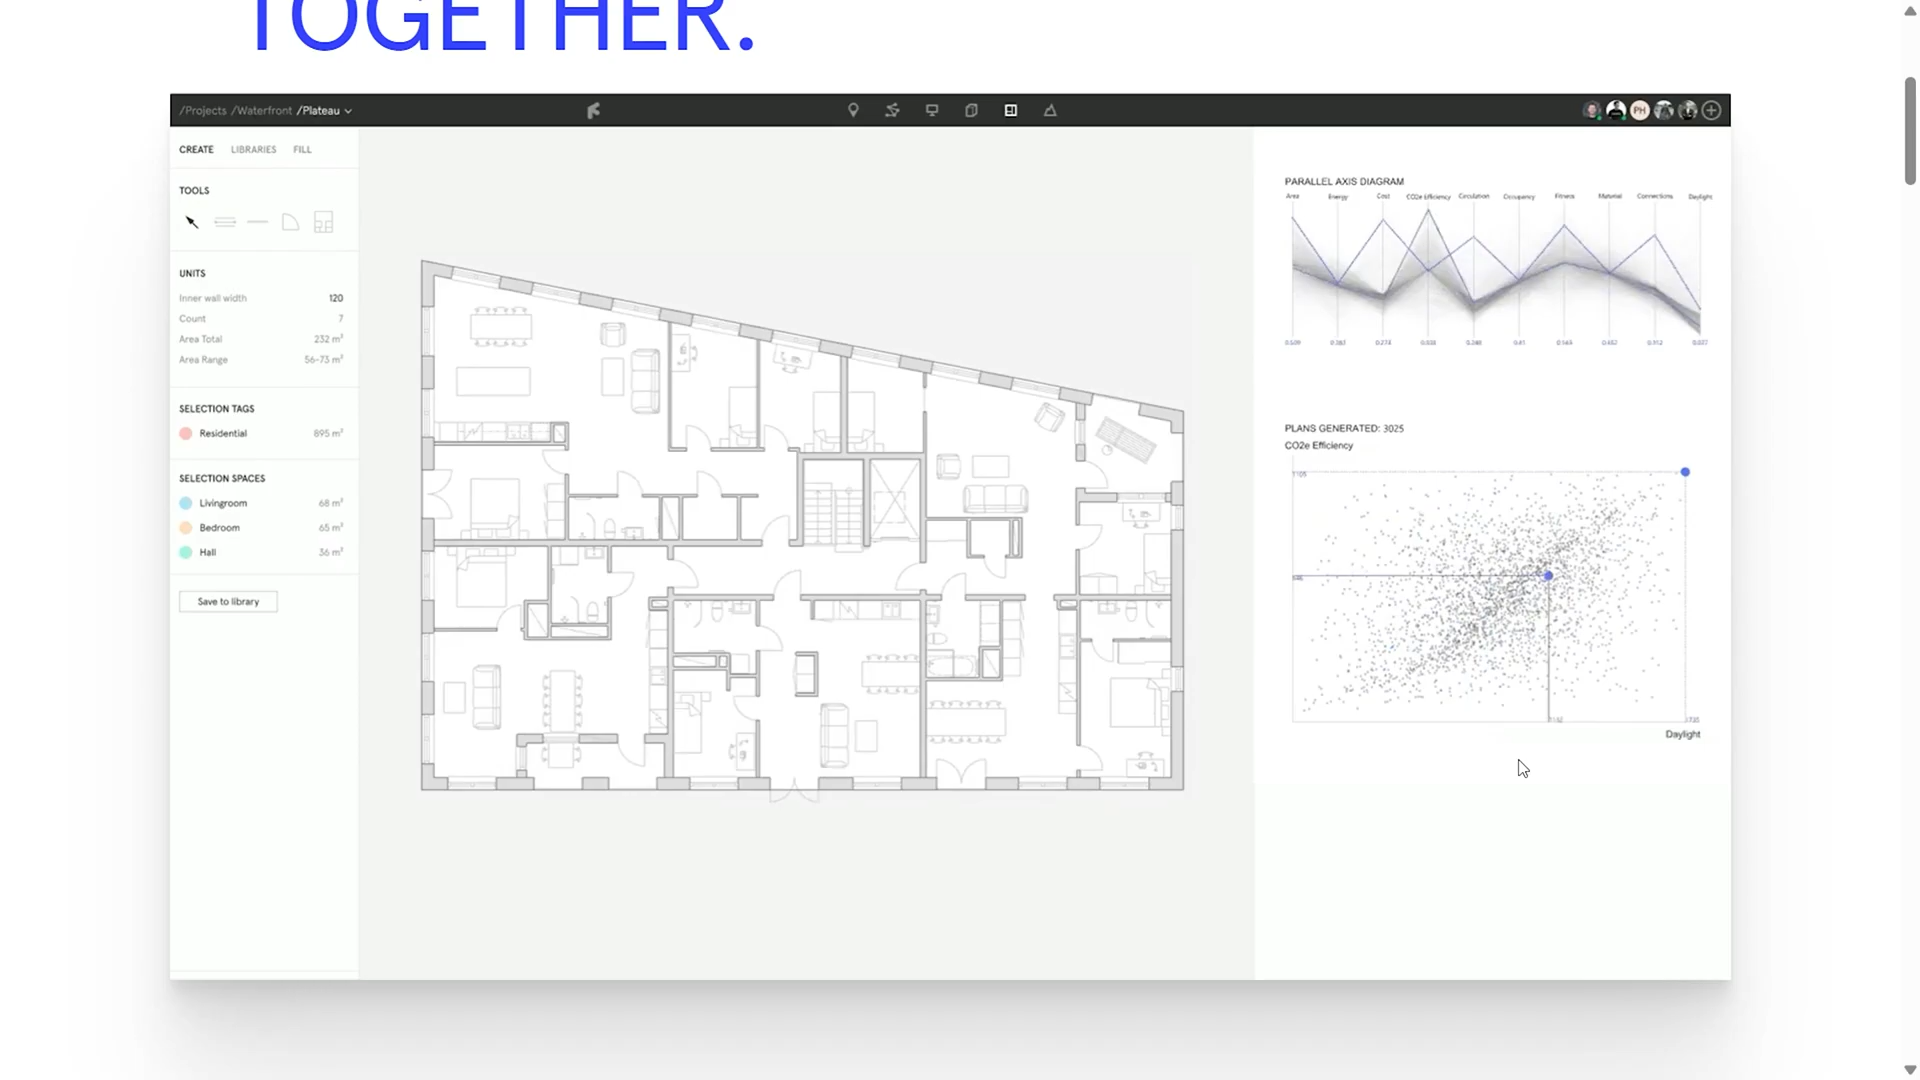 TOGETHER.
/Projects /Waterfront /Plateau
PH
CREATE LIBRARIES FILL
TOOLS
UNITS
Inner wall width 120
Count 7
Area Total 232 m²
Area Range 56-73 m²
SELECTION TAGS
Residential 895 m²
SELECTION SPACES
Livingroom 68 m²
Bedroom 65 m²
Hall 36 m²
Save to library
PARALLEL AXIS DIAGRAM
Area Energy Cost CO2e Efficiency Circulation Occupancy Fitness Material Connections Daylight
PLANS GENERATED: 3025
CO2e Efficiency
Daylight